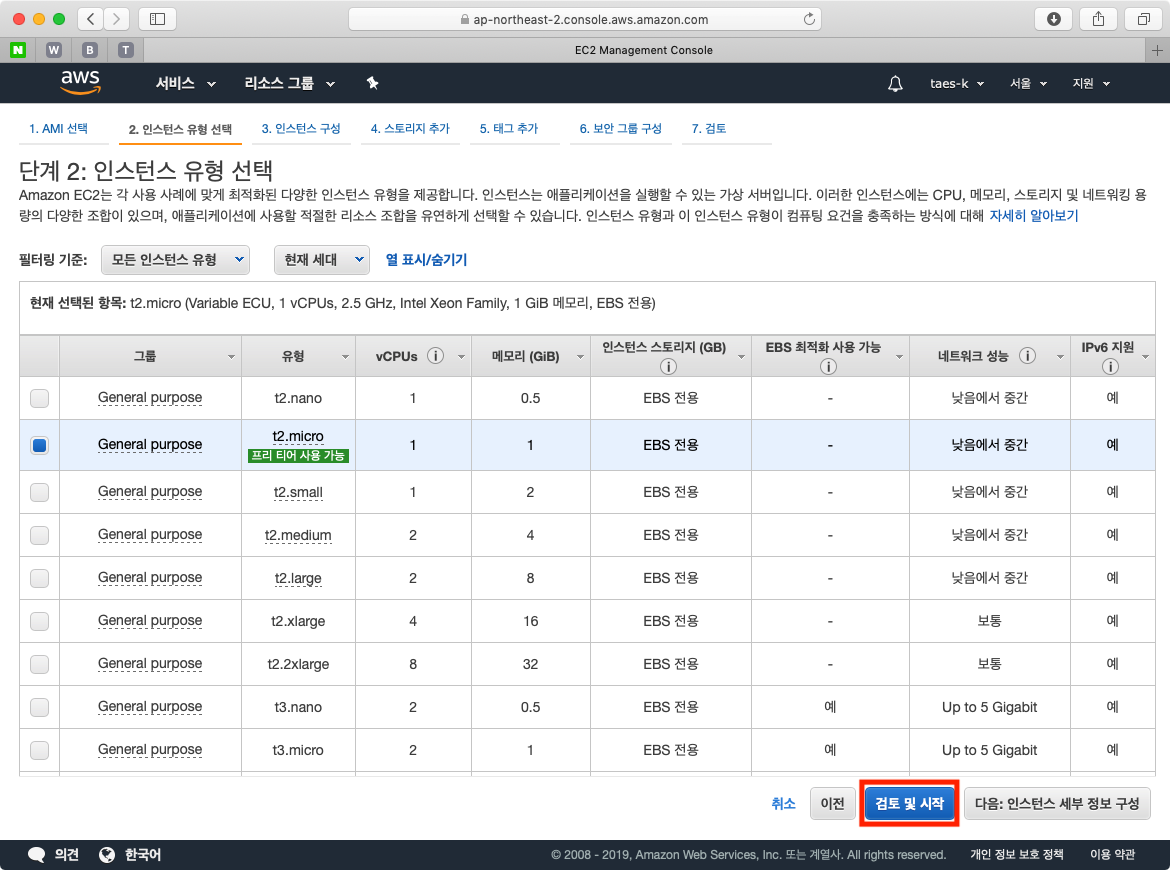 ap-northeast-2.console.aws.amazon.com
N W B T EC2 Management Console
aws 서비스 리소스 그룹 taes-k 서울 지원
1. AMI 선택 2. 인스턴스 유형 선택 3. 인스턴스 구성 4. 스토리지 추가 5. 태그 추가 6. 보안 그룹 구성 7. 검토
단계 2: 인스턴스 유형 선택
Amazon EC2는 각 사용 사례에 맞게 최적화된 다양한 인스턴스 유형을 제공합니다. 인스턴스는 애플리케이션을 실행할 수 있는 가상 서버입니다. 이러한 인스턴스에는 CPU, 메모리, 스토리지 및 네트워킹 용
량의 다양한 조합이 있으며, 애플리케이션에 사용할 적절한 리소스 조합을 유연하게 선택할 수 있습니다. 인스턴스 유형과 이 인스턴스 유형이 컴퓨팅 요건을 충족하는 방식에 대해 자세히 알아보기
필터링 기준: 모든 인스턴스 유형 현재 세대 열 표시/숨기기
현재 선택된 항목: t2.micro (Variable ECU, 1 vCPUs, 2.5 GHz, Intel Xeon Family, 1 GiB 메모리, EBS 전용)
그룹 유형 vCPUs 메모리 (GiB) 인스턴스 스토리지 (GB) EBS 최적화 사용 가능 네트워크 성능 IPv6 지원
General purpose t2.nano 1 0.5 EBS 전용 - 낮음에서 중간 예
General purpose t2.micro 1 1 EBS 전용 - 낮음에서 중간 예
프리 티어 사용 가능
General purpose t2.small 1 2 EBS 전용 - 낮음에서 중간 예
General purpose t2.medium 2 4 EBS 전용 - 낮음에서 중간 예
General purpose t2.large 2 8 EBS 전용 - 낮음에서 중간 예
General purpose t2.xlarge 4 16 EBS 전용 - 보통 예
General purpose t2.2xlarge 8 32 EBS 전용 - 보통 예
General purpose t3.nano 2 0.5 EBS 전용 예 Up to 5 Gigabit 예
General purpose t3.micro 2 1 EBS 전용 예 Up to 5 Gigabit 예
취소 이전 검토 및 시작 다음: 인스턴스 세부 정보 구성
의견 한국어 © 2008 - 2019, Amazon Web Services, Inc. 또는 계열사. All rights reserved. 개인 정보 보호 정책 이용 약관